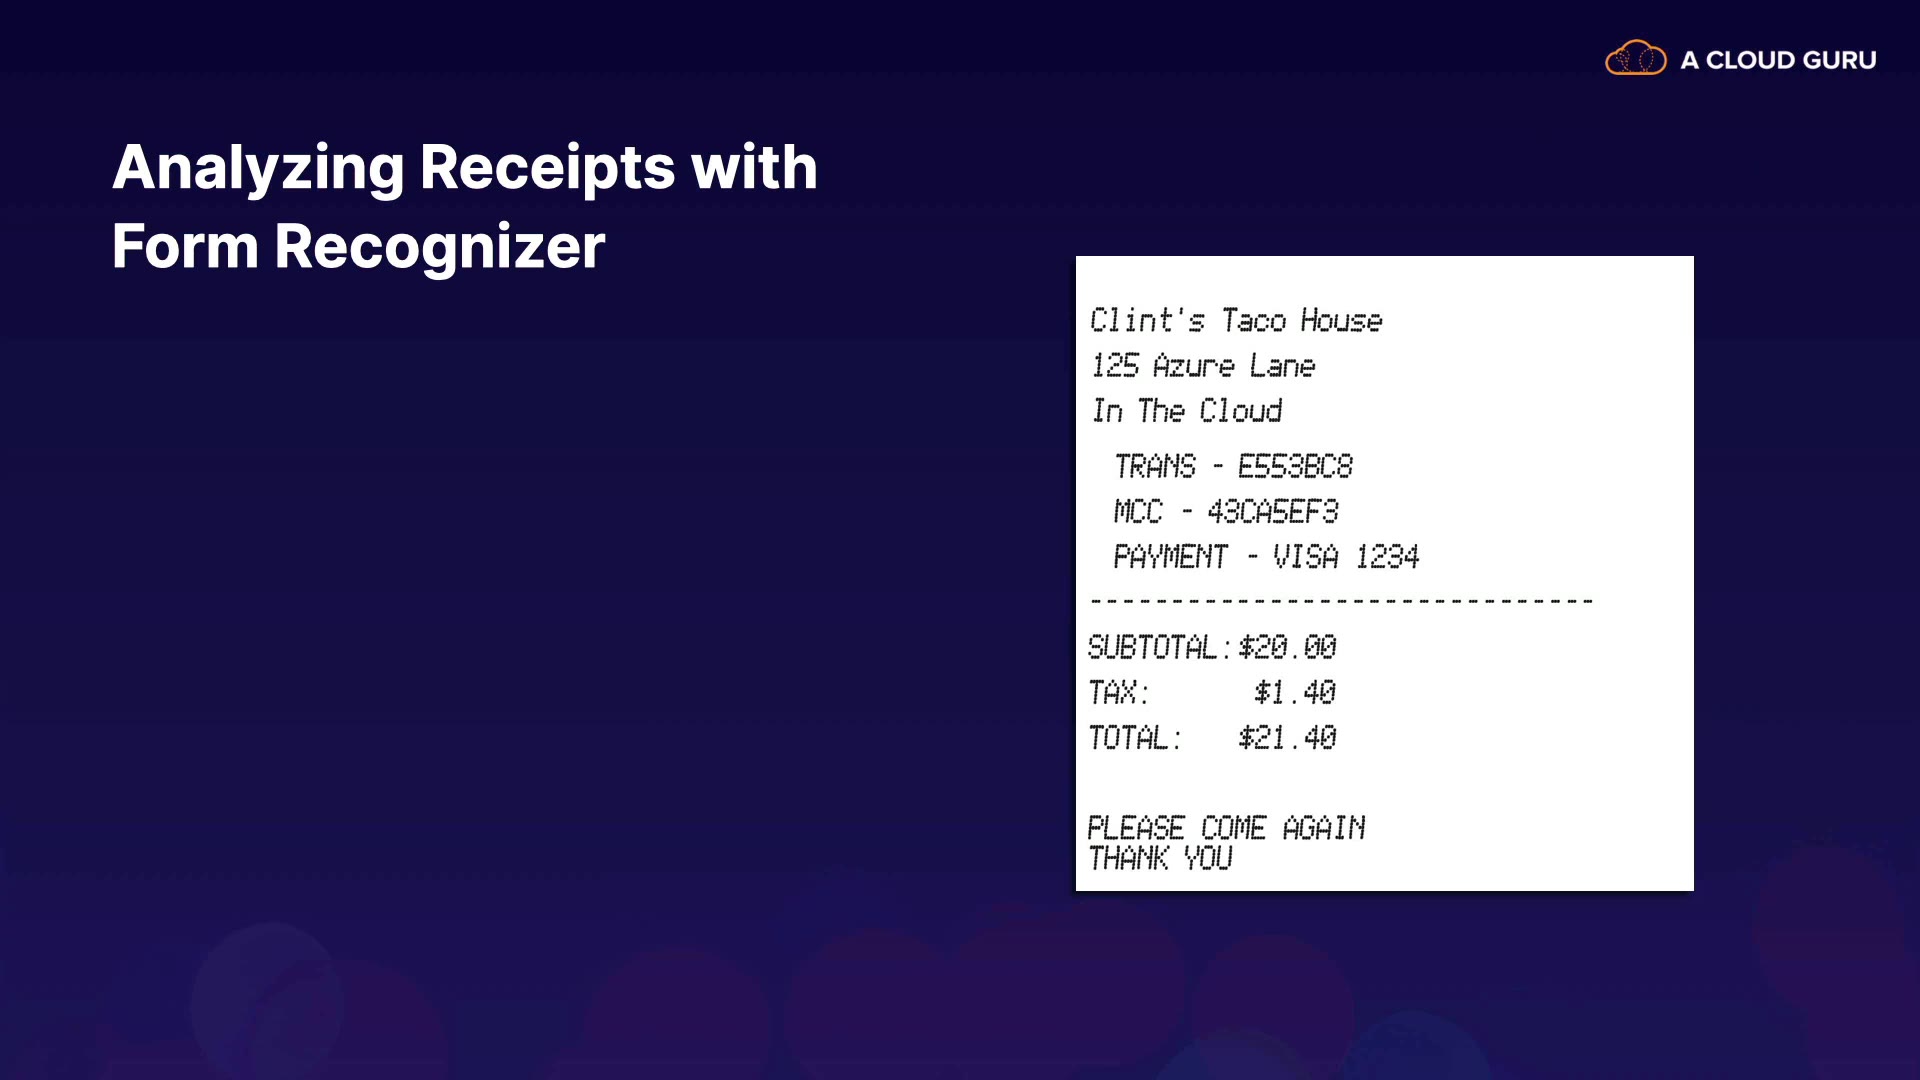 A CLOUD GURU
Analyzing Receipts with
Form Recognizer
Clint's Taco House
125 Azure Lane
In The Cloud
TRANS - E553BC8
MCC - 43CA5EF3
PAYMENT - VISA 1234
-------------------------------
SUBTOTAL:$20.00
TAX: $1.40
TOTAL: $21.40
PLEASE COME AGAIN
THANK YOU